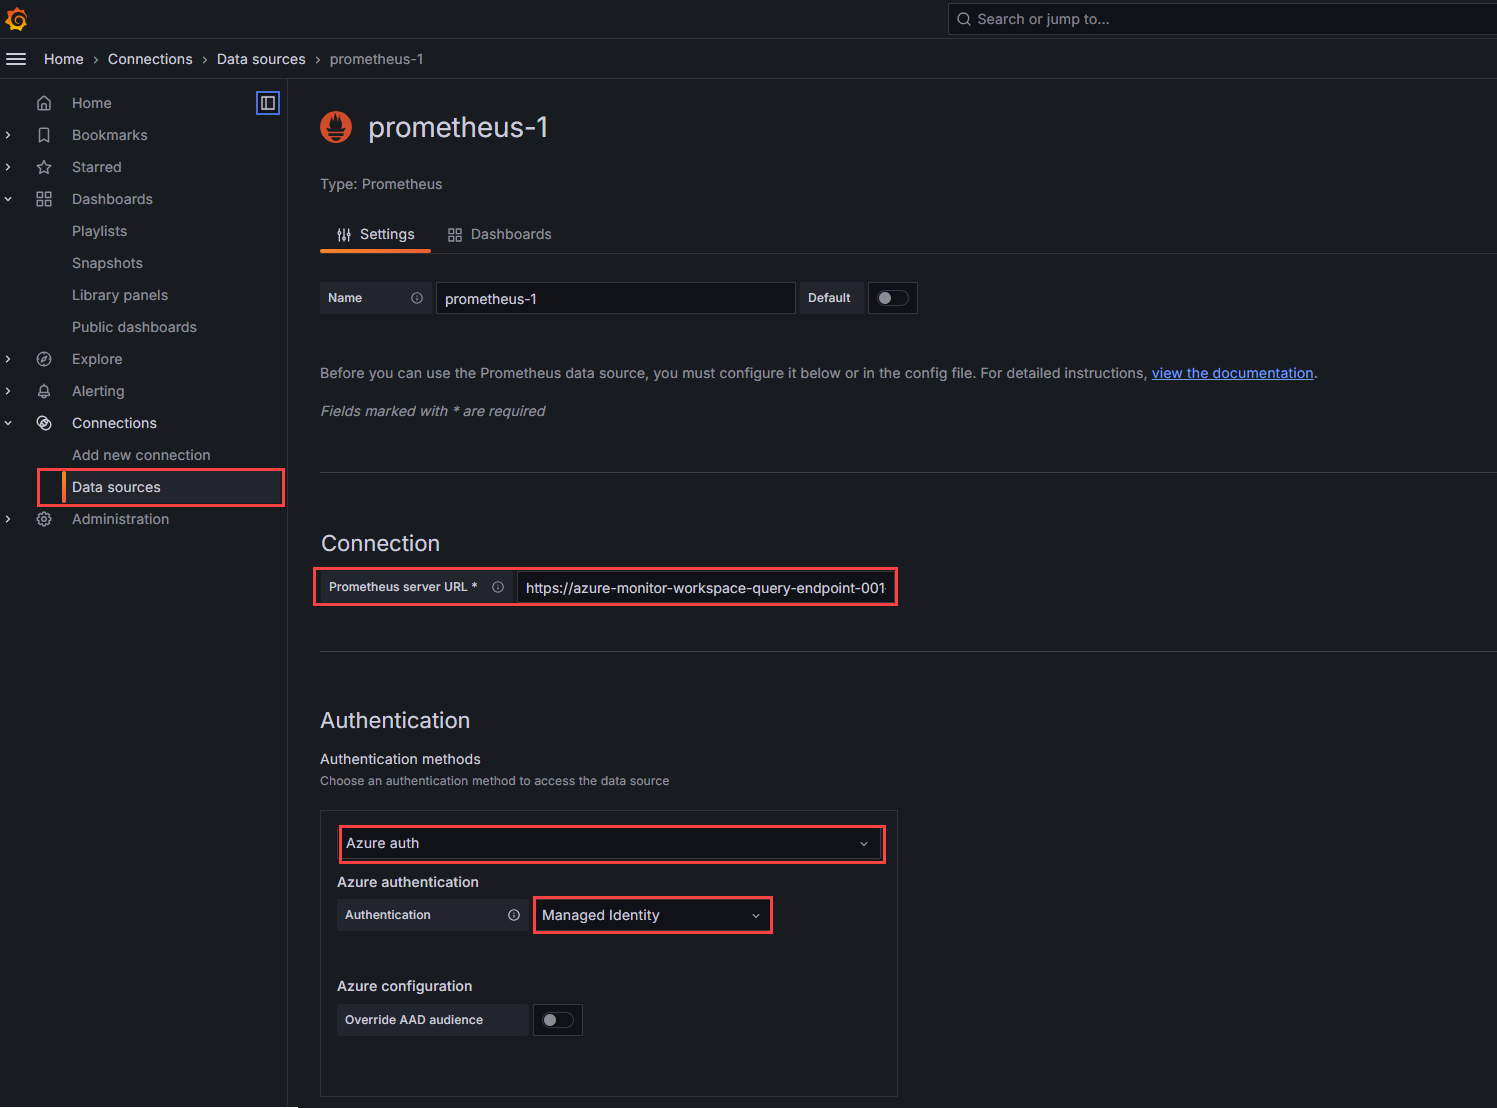 Search or jump to...
Home › Connections › Data sources › prometheus-1
Home
Bookmarks
Starred
Dashboards
Playlists
Snapshots
Library panels
Public dashboards
Explore
Alerting
Connections
Add new connection
Data sources
Administration
prometheus-1
Type: Prometheus
Settings Dashboards
Name prometheus-1 Default
Before you can use the Prometheus data source, you must configure it below or in the config file. For detailed instructions, view the documentation.
Fields marked with * are required
Connection
Prometheus server URL * https://azure-monitor-workspace-query-endpoint-001
Authentication
Authentication methods
Choose an authentication method to access the data source
Azure auth
Azure authentication
Authentication Managed Identity
Azure configuration
Override AAD audience